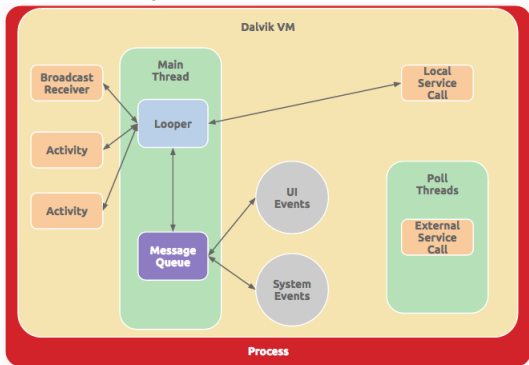 Dalvik VM
Main
Thread
Broadcast
Receiver
Looper
Local
Service
Call
Activity
Activity
UI
Events
Poll
Threads
External
Service
Call
Message
Queue
System
Events
Process